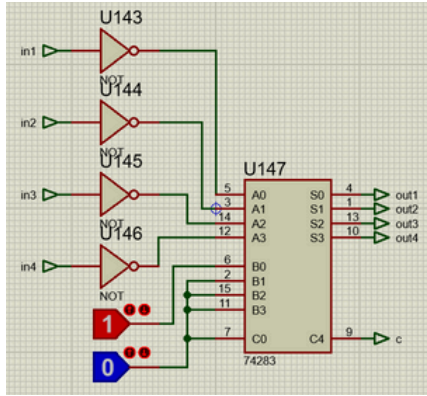 U143
in1
NOT
U144
in2
NOT
U145
in3
NOT
U146
in4
NOT
U147
5 A0 S0 4 out1
3 A1 S1 1 out2
14 A2 S2 13 out3
12 A3 S3 10 out4
6 B0
2 B1
15 B2
11 B3
1
7 C0 C4 9 c
0
74283